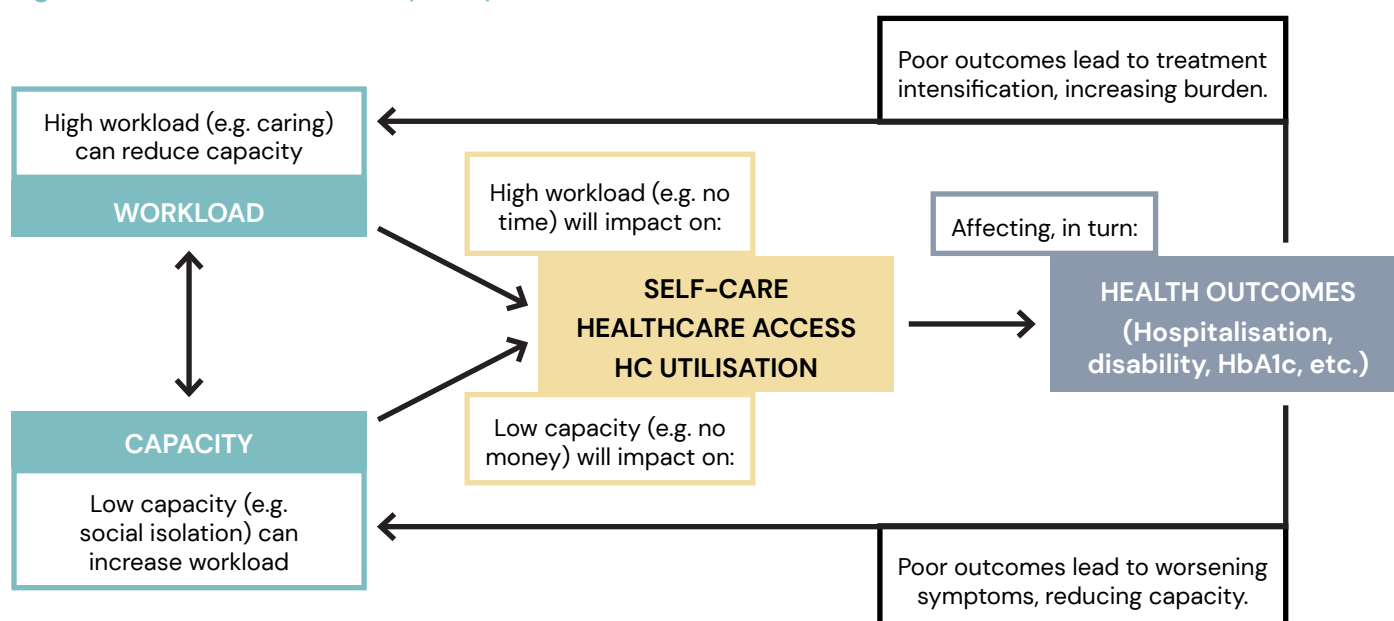 Poor outcomes lead to treatment
intensification, increasing burden.
High workload (e.g. caring)
can reduce capacity
WORKLOAD
High workload (e.g. no
time) will impact on:
Affecting, in turn:
SELF-CARE
HEALTHCARE ACCESS
HC UTILISATION
HEALTH OUTCOMES
(Hospitalisation,
disability, HbA1c, etc.)
CAPACITY
Low capacity (e.g.
social isolation) can
increase workload
Low capacity (e.g. no
money) will impact on:
Poor outcomes lead to worsening
symptoms, reducing capacity.